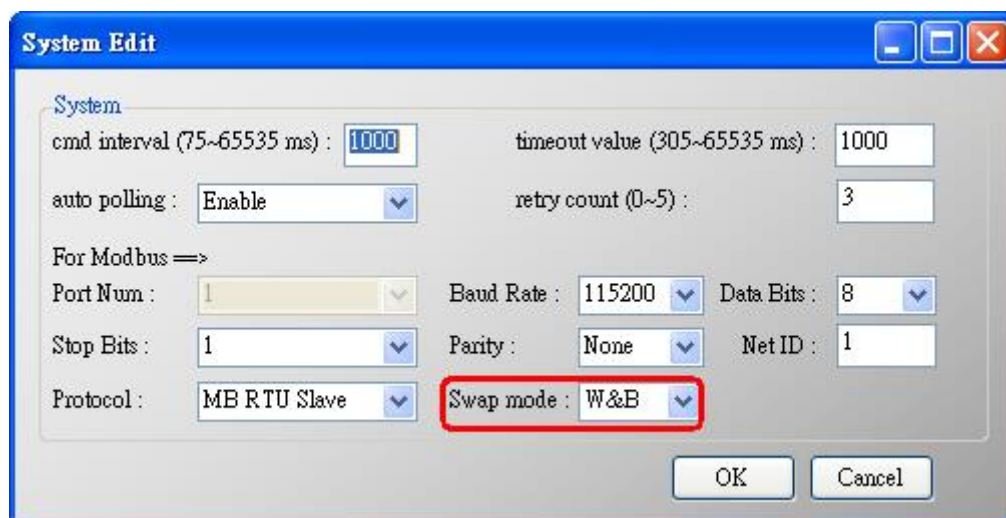 System Edit
System
cmd interval (75~65535 ms) : 1000 timeout value (305~65535 ms) : 1000
auto polling : Enable retry count (0~5) : 3
For Modbus ==>
Port Num : 1 Baud Rate : 115200 Data Bits : 8
Stop Bits : 1 Parity : None Net ID : 1
Protocol : MB RTU Slave Swap mode : W&B
OK Cancel